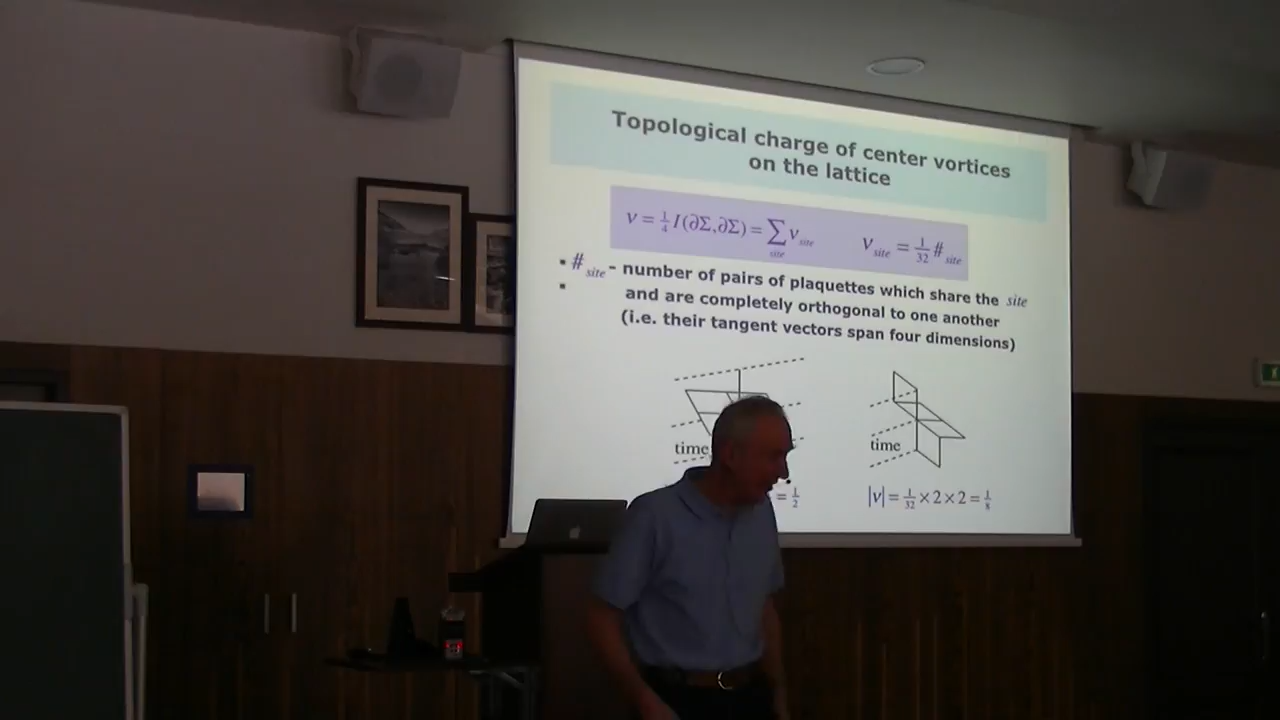 Topological charge of center vortices
on the lattice
ν = 1/4 I(∂Σ,∂Σ) = ∑_site ν_site    ν_site = 1/32 #_site
▪ #_site - number of pairs of plaquettes which share the site
▪ and are completely orthogonal to one another
(i.e. their tangent vectors span four dimensions)
time
time
= 1/2
|ν| = 1/32 × 2 × 2 = 1/8